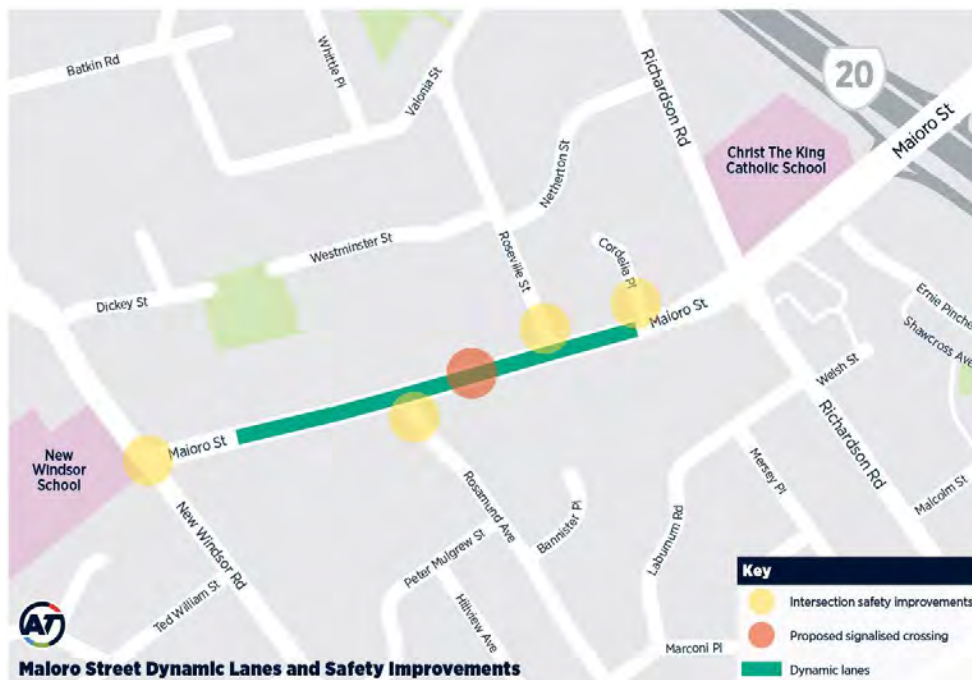 Batkin Rd
Whittle Pl
Valonia St
Richardson Rd
20
Maioro St
Christ The King
Catholic School
Netherton St
Westminster St
Roseville St
Cordelia Pl
Dickey St
Maioro St
Ernie Pinche
Shawcross Ave
Welsh St
New
Windsor
School
Maioro St
Rosamund Ave
Mersey Pl
Richardson Rd
Malcolm St
New Windsor Rd
Bannister Pl
Peter Mulgrew St
Laburnum Rd
Ted William St
Hillview Ave
Marconi Pl
Key
Intersection safety improvements
Proposed signalised crossing
Dynamic lanes
AT
Maioro Street Dynamic Lanes and Safety Improvements